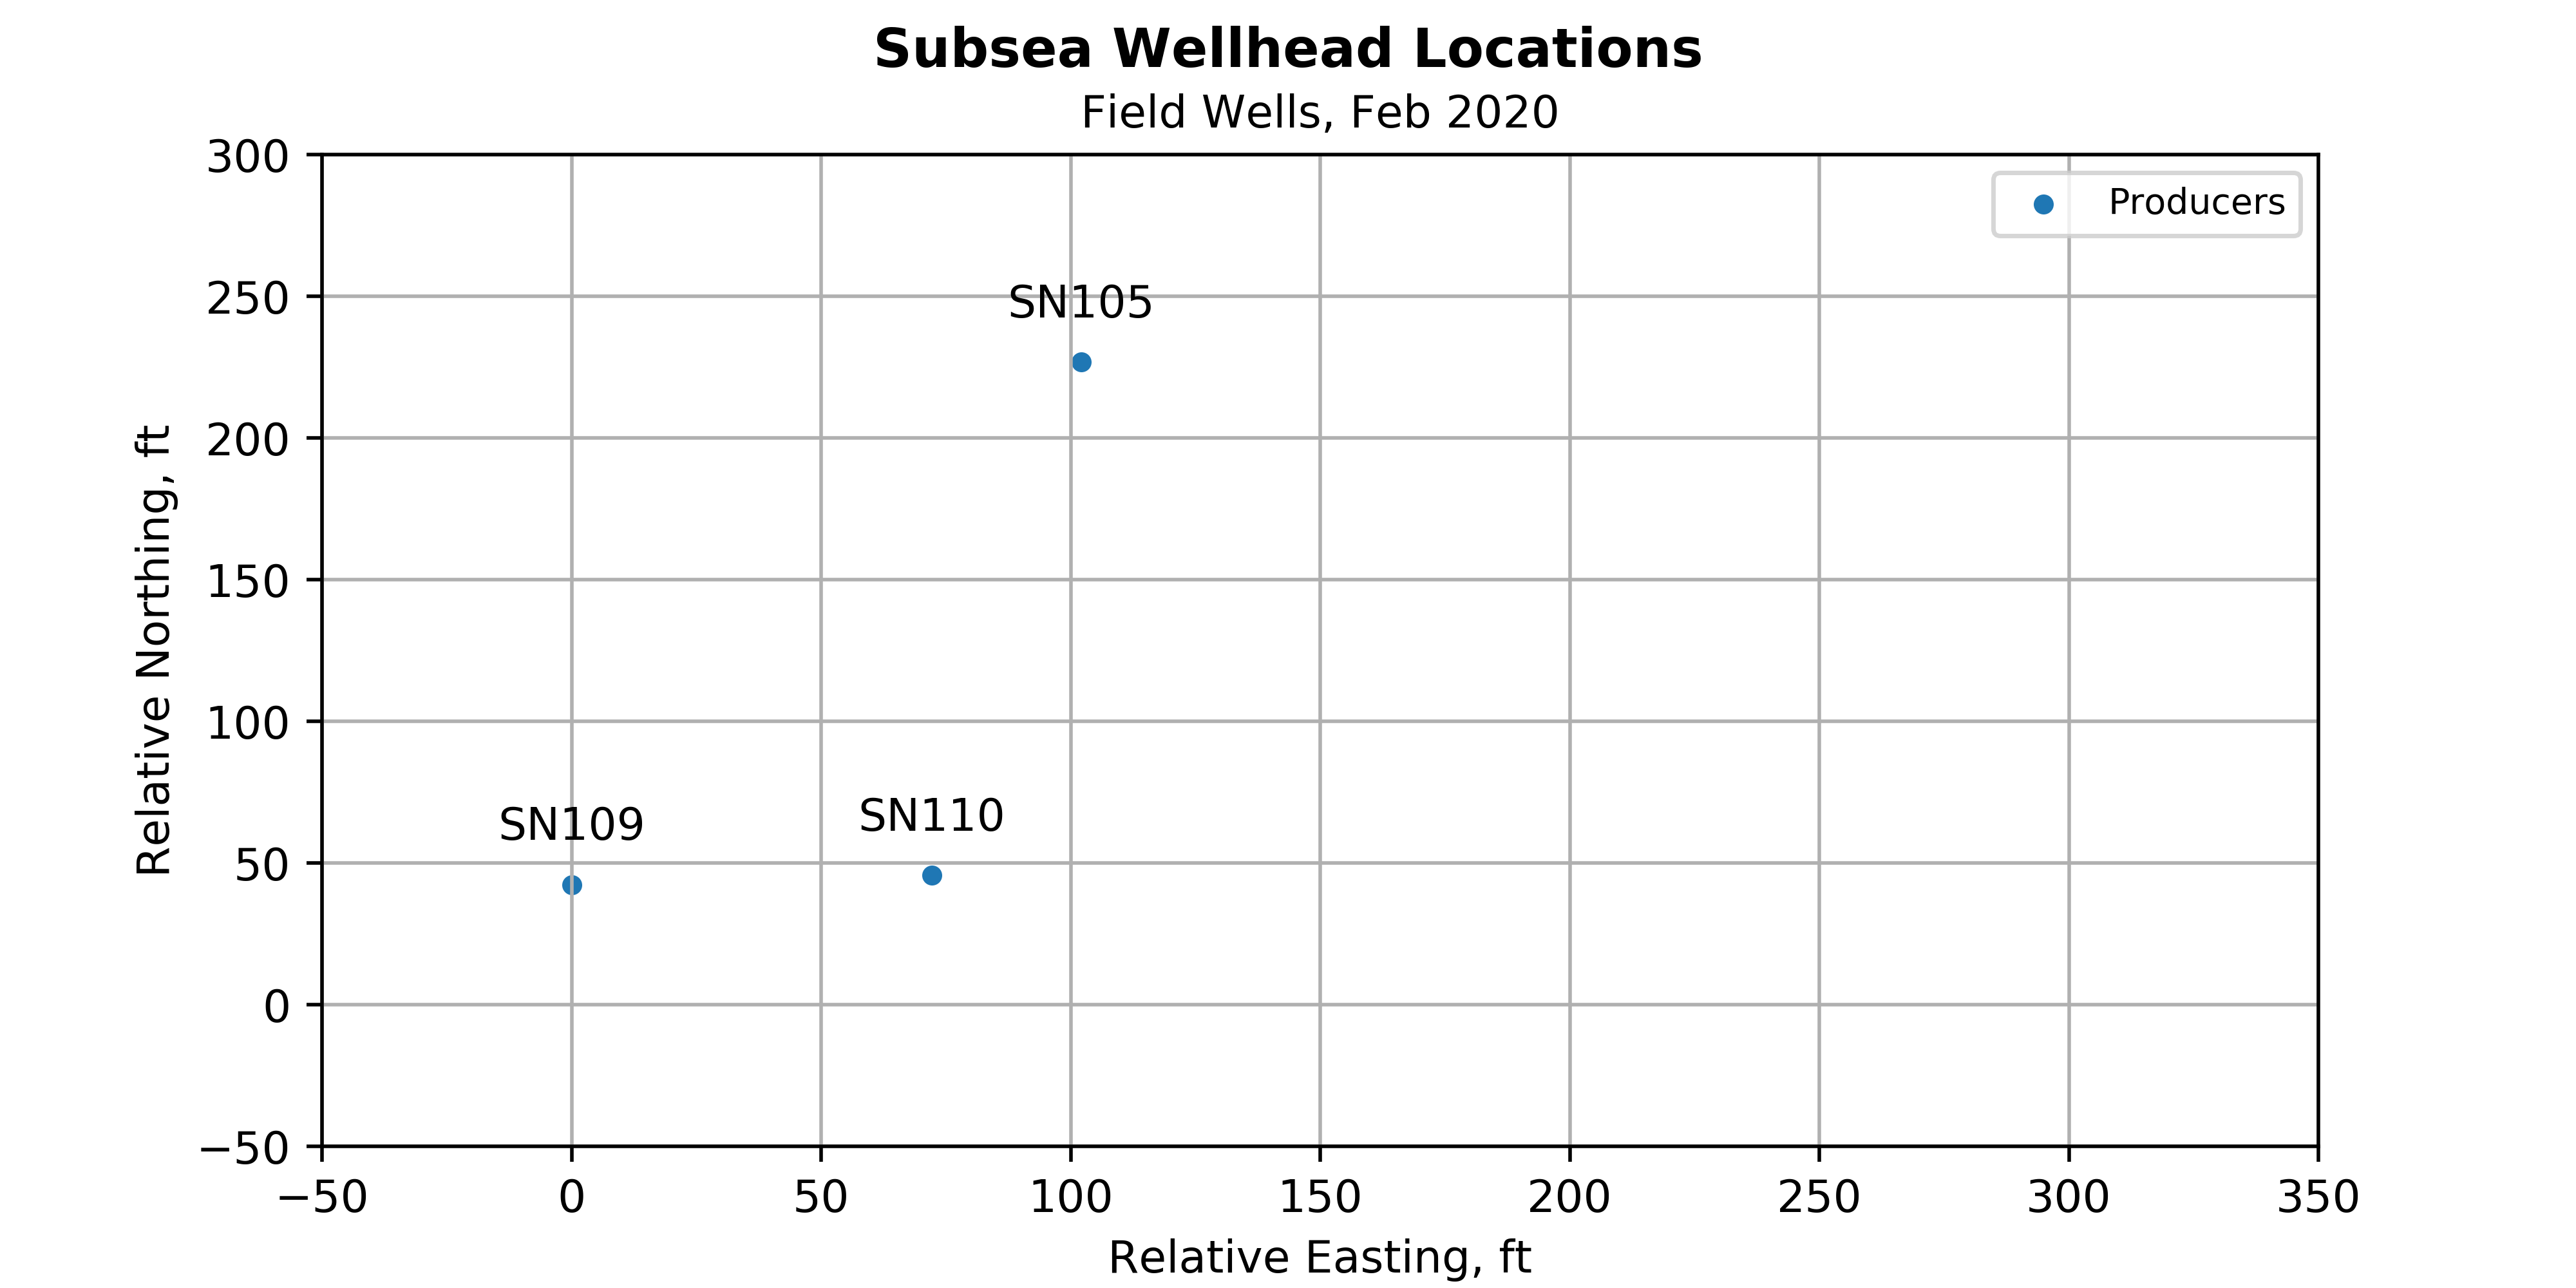 Subsea Wellhead Locations
Field Wells, Feb 2020
300
Producers
250
SN105
200
150
100
SN109
SN110
50
0
−50
−50 0 50 100 150 200 250 300 350
Relative Northing, ft
Relative Easting, ft